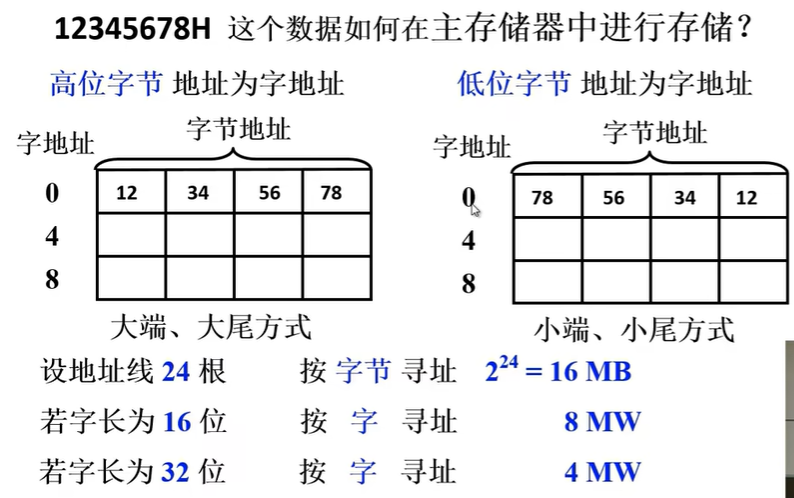 12345678H 这个数据如何在主存储器中进行存储？
高位字节 地址为字地址
低位字节 地址为字地址
字地址
字节地址
0 12 34 56 78
4
8
大端、大尾方式
字地址
字节地址
0 78 56 34 12
4
8
小端、小尾方式
设地址线 24 根 按 字节 寻址 2²⁴ = 16 MB
若字长为 16 位 按 字 寻址 8 MW
若字长为 32 位 按 字 寻址 4 MW